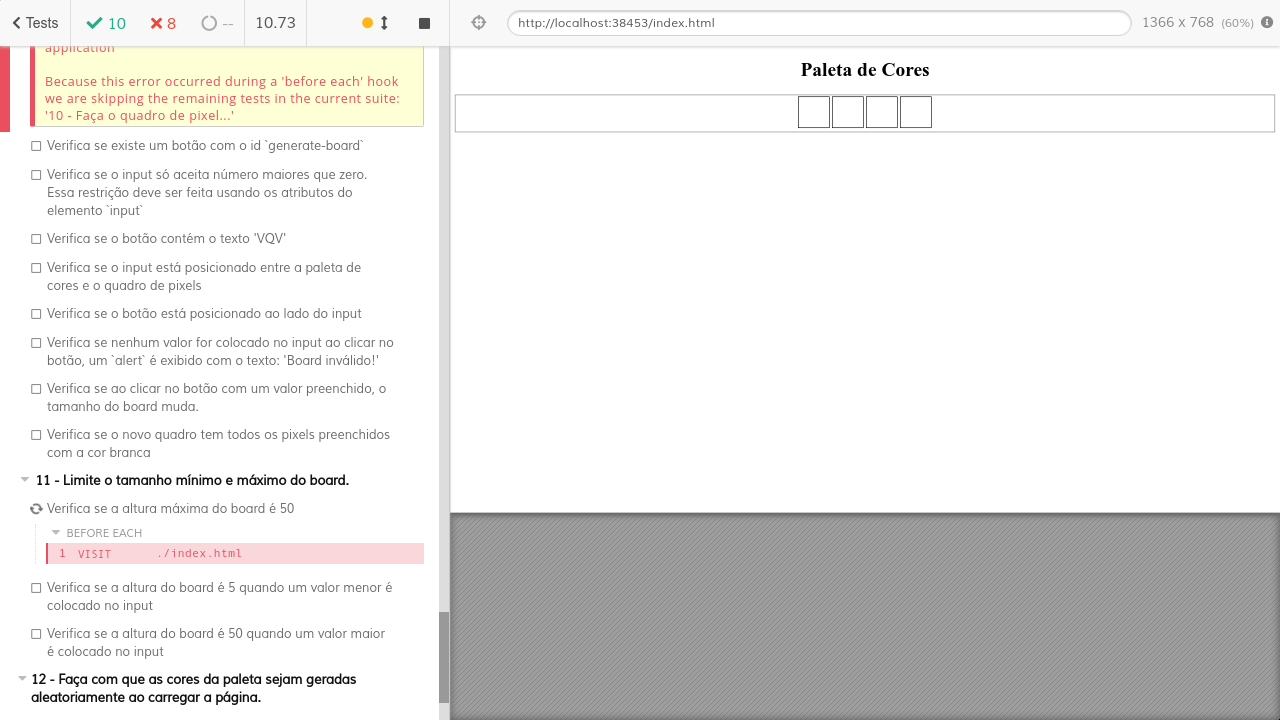 Tests
10
8
--
10.73
http://localhost:38453/index.html
1366 x 768 (60%)
application
Because this error occurred during a 'before each' hook
we are skipping the remaining tests in the current suite:
'10 - Faça o quadro de pixel...'
Verifica se existe um botão com o id `generate-board`
Verifica se o input só aceita número maiores que zero.
Essa restrição deve ser feita usando os atributos do
elemento `input`
Verifica se o botão contém o texto 'VQV'
Verifica se o input está posicionado entre a paleta de
cores e o quadro de pixels
Verifica se o botão está posicionado ao lado do input
Verifica se nenhum valor for colocado no input ao clicar no
botão, um `alert` é exibido com o texto: 'Board inválido!'
Verifica se ao clicar no botão com um valor preenchido, o
tamanho do board muda.
Verifica se o novo quadro tem todos os pixels preenchidos
com a cor branca
11 - Limite o tamanho mínimo e máximo do board.
Verifica se a altura máxima do board é 50
BEFORE EACH
1 VISIT ./index.html
Verifica se a altura do board é 5 quando um valor menor é
colocado no input
Verifica se a altura do board é 50 quando um valor maior
é colocado no input
12 - Faça com que as cores da paleta sejam geradas
aleatoriamente ao carregar a página.
Paleta de Cores